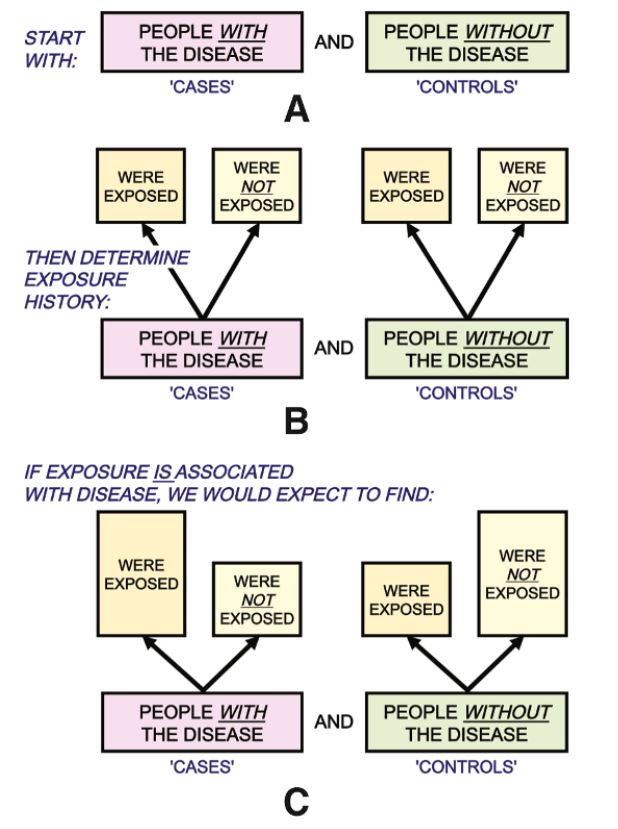 START
WITH:
PEOPLE WITH
THE DISEASE
AND
PEOPLE WITHOUT
THE DISEASE
'CASES'
'CONTROLS'
A
WERE
EXPOSED
WERE
NOT
EXPOSED
WERE
EXPOSED
WERE
NOT
EXPOSED
THEN DETERMINE
EXPOSURE
HISTORY:
PEOPLE WITH
THE DISEASE
AND
PEOPLE WITHOUT
THE DISEASE
'CASES'
'CONTROLS'
B
IF EXPOSURE IS ASSOCIATED
WITH DISEASE, WE WOULD EXPECT TO FIND:
WERE
EXPOSED
WERE
NOT
EXPOSED
WERE
EXPOSED
WERE
NOT
EXPOSED
PEOPLE WITH
THE DISEASE
AND
PEOPLE WITHOUT
THE DISEASE
'CASES'
'CONTROLS'
C